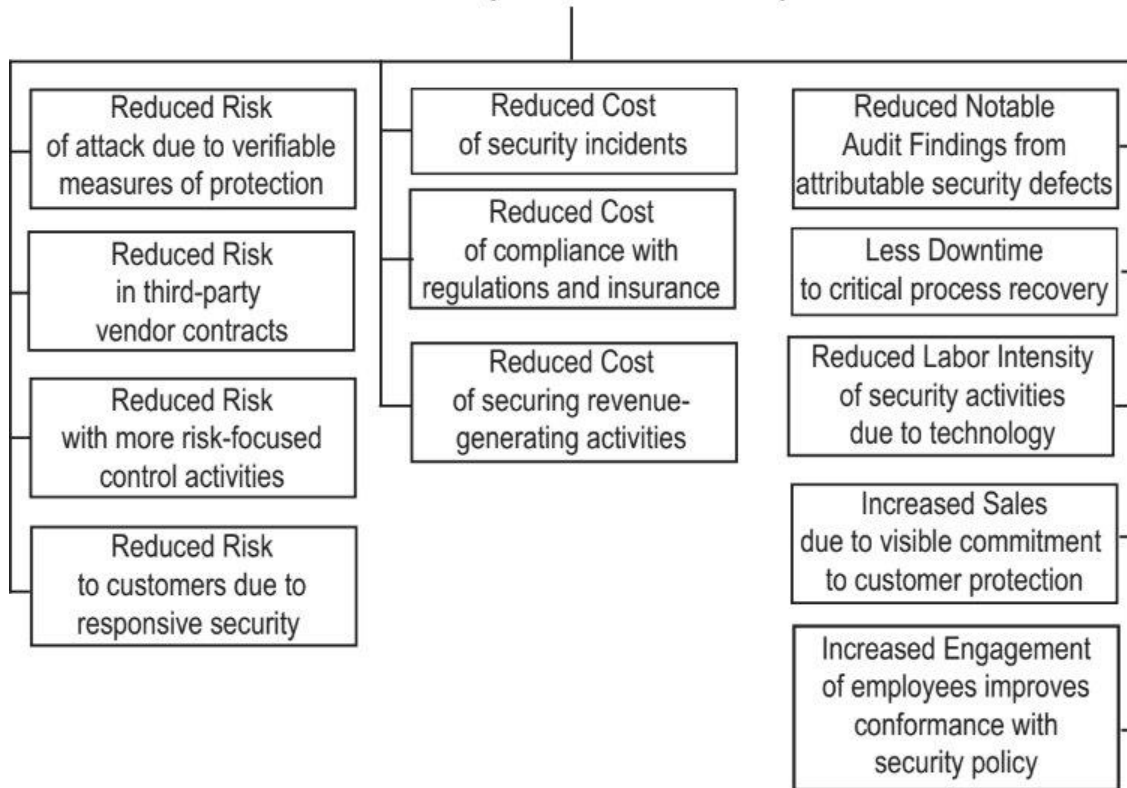 Reduced Risk
of attack due to verifiable
measures of protection
Reduced Risk
in third-party
vendor contracts
Reduced Risk
with more risk-focused
control activities
Reduced Risk
to customers due to
responsive security
Reduced Cost
of security incidents
Reduced Cost
of compliance with
regulations and insurance
Reduced Cost
of securing revenue-
generating activities
Reduced Notable
Audit Findings from
attributable security defects
Less Downtime
to critical process recovery
Reduced Labor Intensity
of security activities
due to technology
Increased Sales
due to visible commitment
to customer protection
Increased Engagement
of employees improves
conformance with
security policy